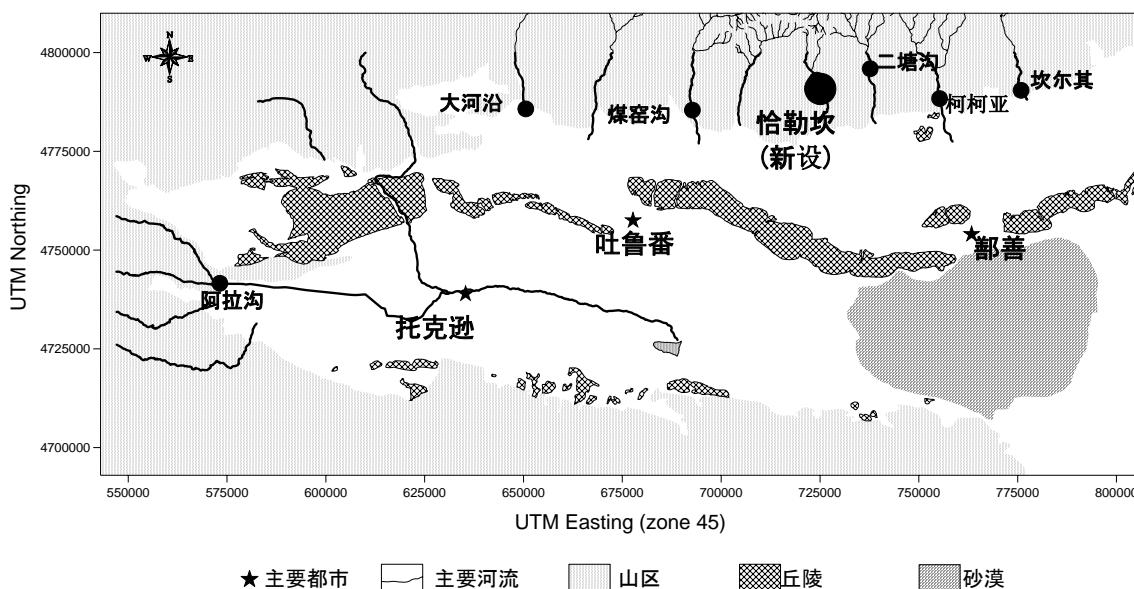 N
W E
S
4800000
4775000
4750000
4725000
4700000
UTM Northing
大河沿
煤窑沟
恰勒坎
(新设)
二塘沟
柯柯亚
坎尔其
吐鲁番
鄯善
阿拉沟
托克逊
550000 575000 600000 625000 650000 675000 700000 725000 750000 775000 800000
UTM Easting (zone 45)
主要都市 主要河流 山区 丘陵 砂漠